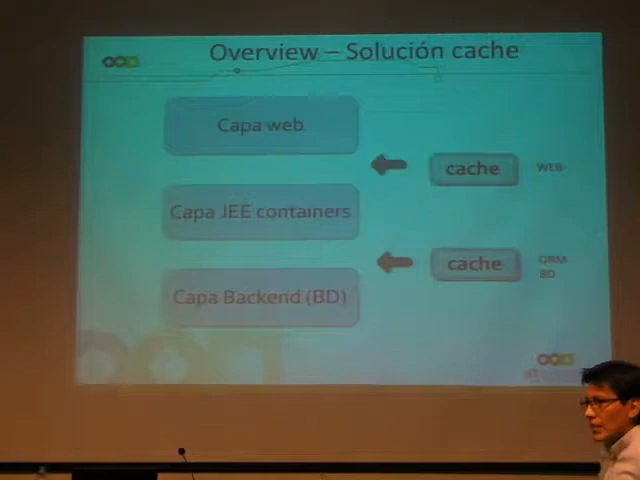 Overview – Solución cache
Capa web
cache
WEB
Capa JEE containers
cache
ORM
BD
Capa Backend (BD)